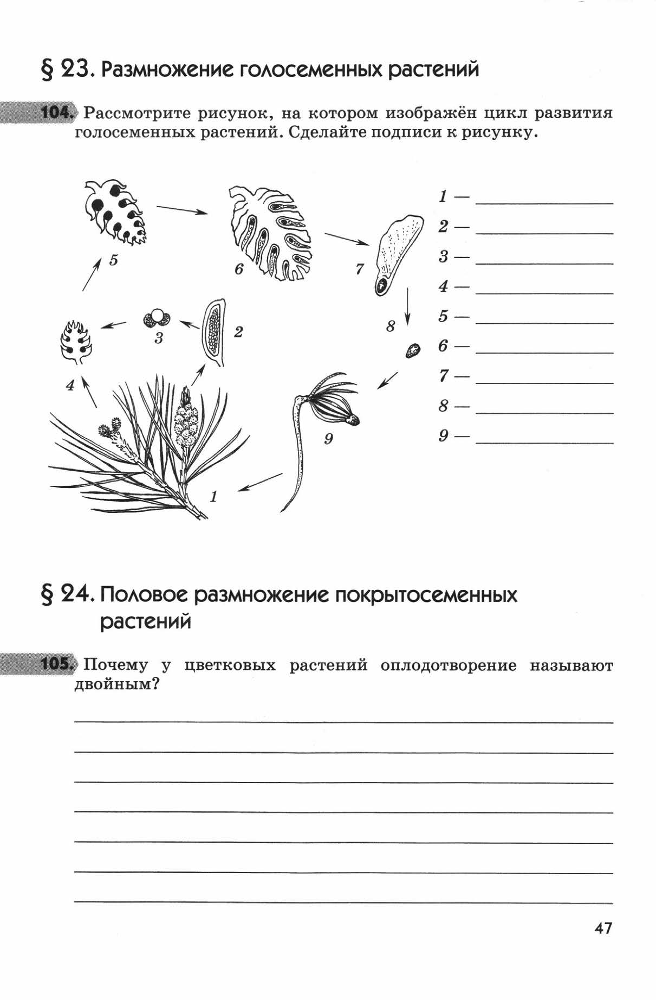 § 23. Размножение голосеменных растений
104. Рассмотрите рисунок, на котором изображён цикл развития
голосеменных растений. Сделайте подписи к рисунку.
1 —
2 —
3 —
4 —
5 —
6 —
7 —
8 —
9 —
5
6
7
8
3
2
4
9
1
§ 24. Половое размножение покрытосеменных
растений
105. Почему у цветковых растений оплодотворение называют
двойным?
47